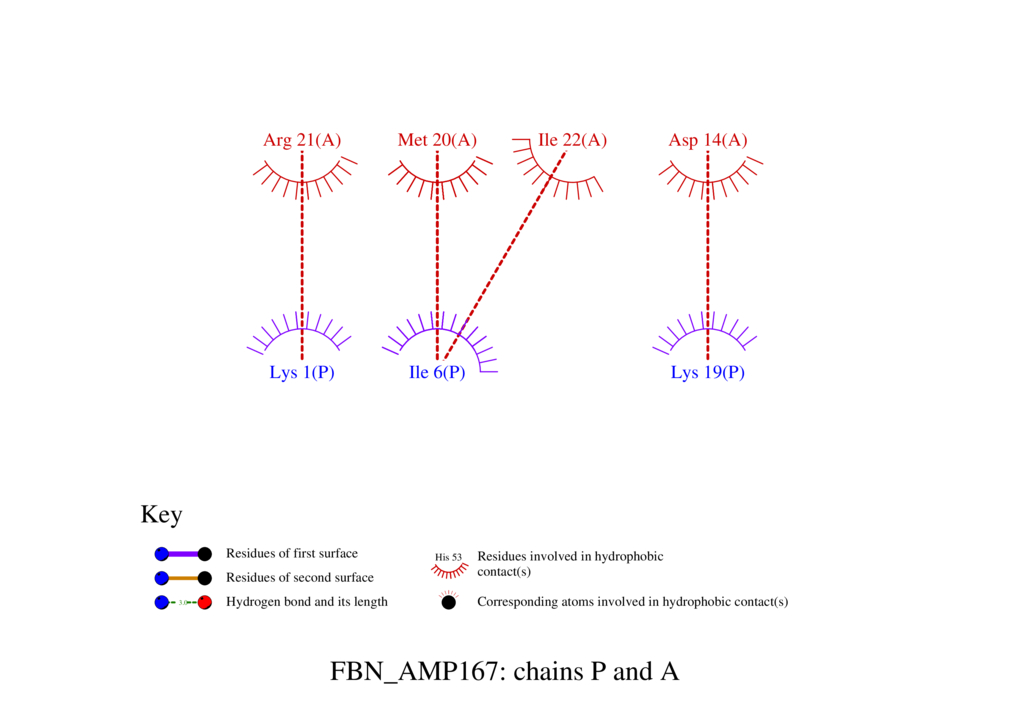 Arg 21(A) Met 20(A) Ile 22(A) Asp 14(A)
Lys 1(P) Ile 6(P) Lys 19(P)
Key
Residues of first surface
Residues of second surface
3.0
Hydrogen bond and its length
His 53
Residues involved in hydrophobic
contact(s)
Corresponding atoms involved in hydrophobic contact(s)
FBN_AMP167: chains P and A